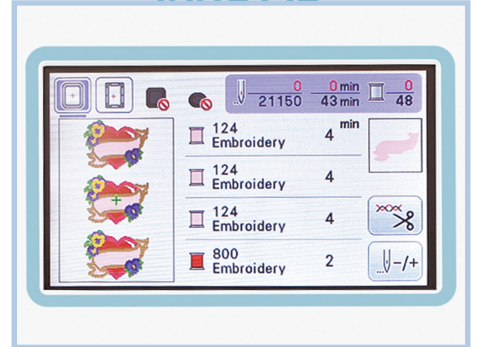 0 0 min 0
21150 43 min 48
min
124
Embroidery 4
124
Embroidery 4
124
Embroidery 4
800
Embroidery 2
-/+